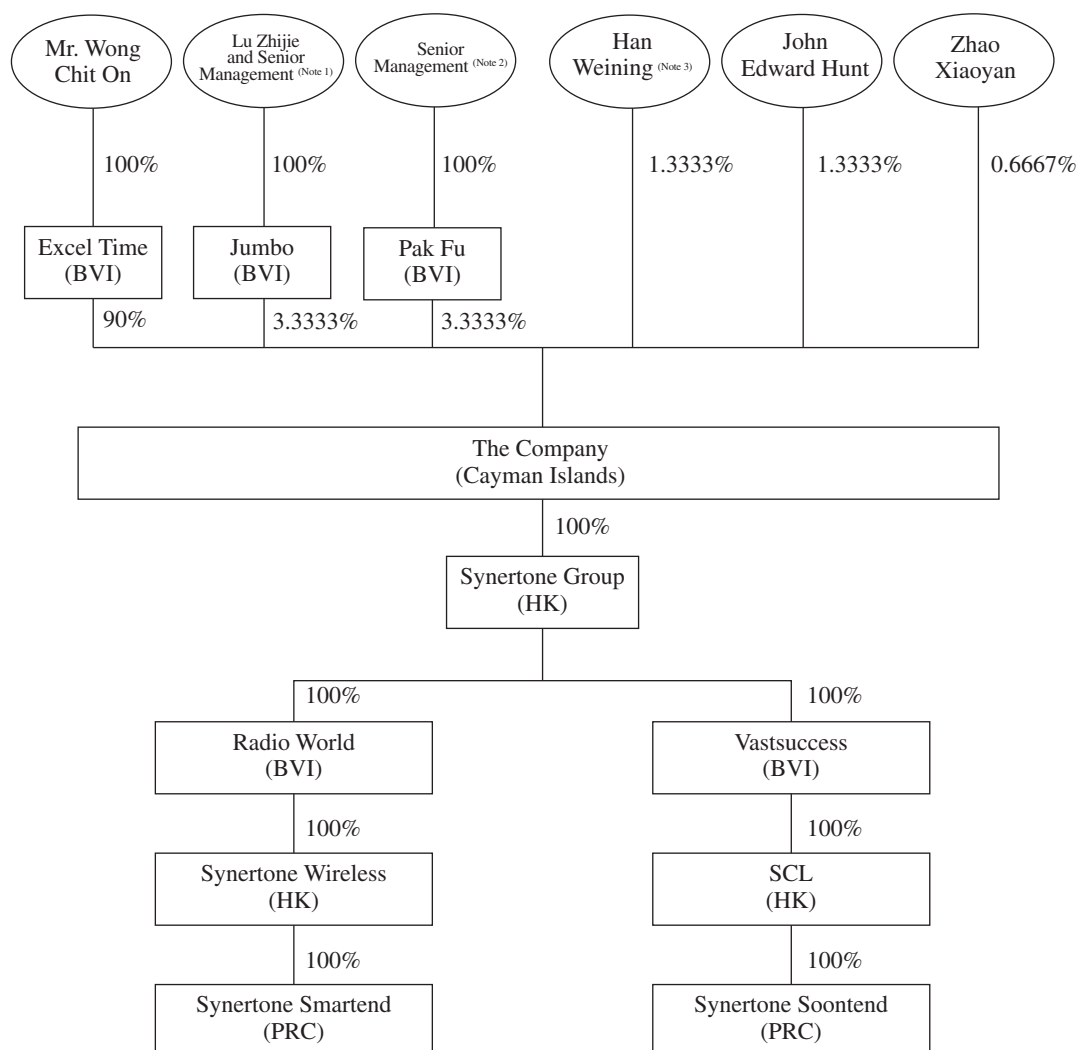 Mr. Wong
Chit On
Lu Zhijie
and Senior
Management (Note 1)
Senior
Management (Note 2)
Han
Weining (Note 3)
John
Edward Hunt
Zhao
Xiaoyan
100%
100%
100%
1.3333%
1.3333%
0.6667%
Excel Time
(BVI)
Jumbo
(BVI)
Pak Fu
(BVI)
90%
3.3333%
3.3333%
The Company
(Cayman Islands)
100%
Synertone Group
(HK)
100%
100%
Radio World
(BVI)
Vastsuccess
(BVI)
100%
100%
Synertone Wireless
(HK)
SCL
(HK)
100%
100%
Synertone Smartend
(PRC)
Synertone Soontend
(PRC)